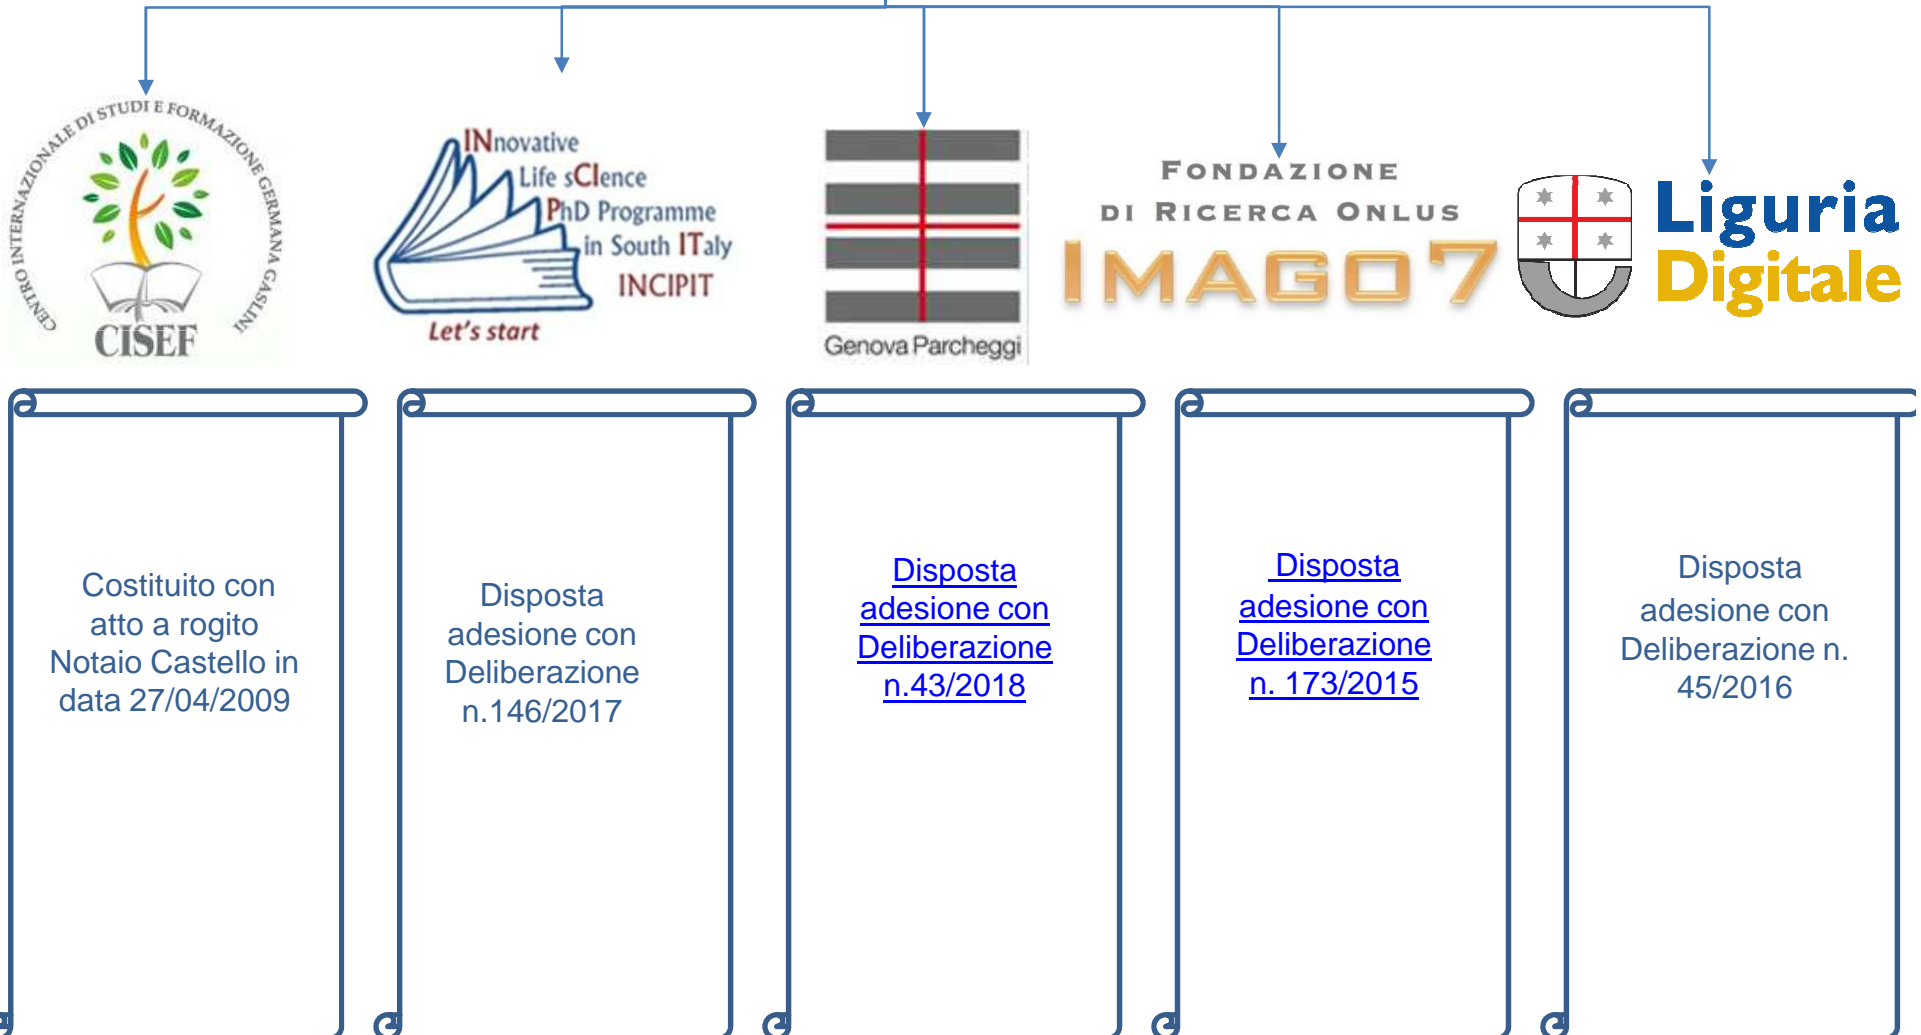 CENTRO INTERNAZIONALE DI STUDI E FORMAZIONE GERMANA GASLINI
CISEF
INnovative
Life sCIence
PhD Programme
in South ITaly
INCIPIT
Let's start
Genova Parcheggi
FONDAZIONE
DI RICERCA ONLUS
IMAGO7
Liguria
Digitale
Costituito con
atto a rogito
Notaio Castello in
data 27/04/2009
Disposta
adesione con
Deliberazione
n.146/2017
Disposta
adesione con
Deliberazione
n.43/2018
Disposta
adesione con
Deliberazione
n. 173/2015
Disposta
adesione con
Deliberazione n.
45/2016